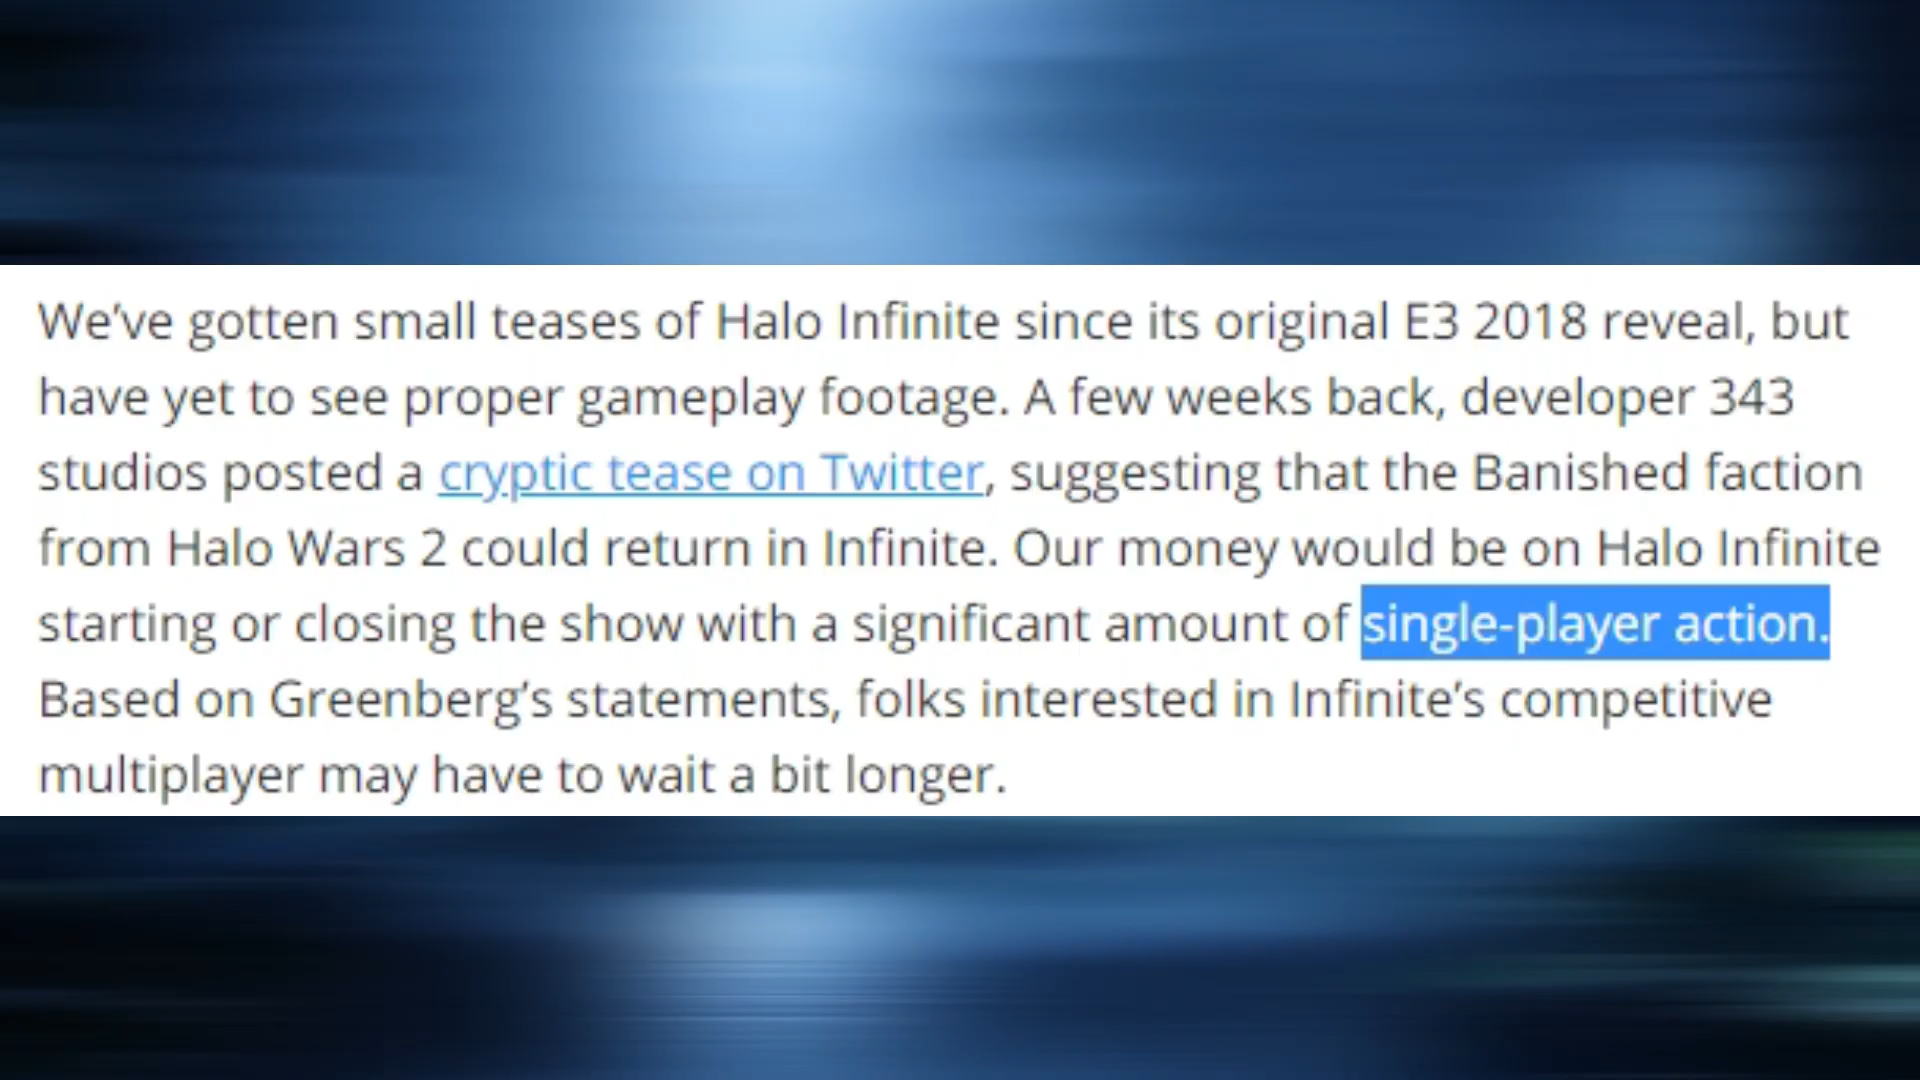 We’ve gotten small teases of Halo Infinite since its original E3 2018 reveal, but
have yet to see proper gameplay footage. A few weeks back, developer 343
studios posted a cryptic tease on Twitter, suggesting that the Banished faction
from Halo Wars 2 could return in Infinite. Our money would be on Halo Infinite
starting or closing the show with a significant amount of single-player action.
Based on Greenberg’s statements, folks interested in Infinite’s competitive
multiplayer may have to wait a bit longer.